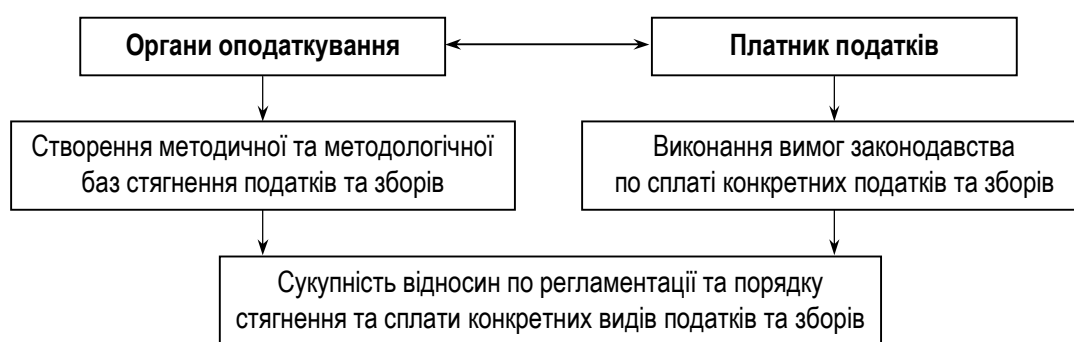 Органи оподаткування
Платник податків
Створення методичної та методологічної
баз стягнення податків та зборів
Виконання вимог законодавства
по сплаті конкретних податків та зборів
Сукупність відносин по регламентації та порядку
стягнення та сплати конкретних видів податків та зборів